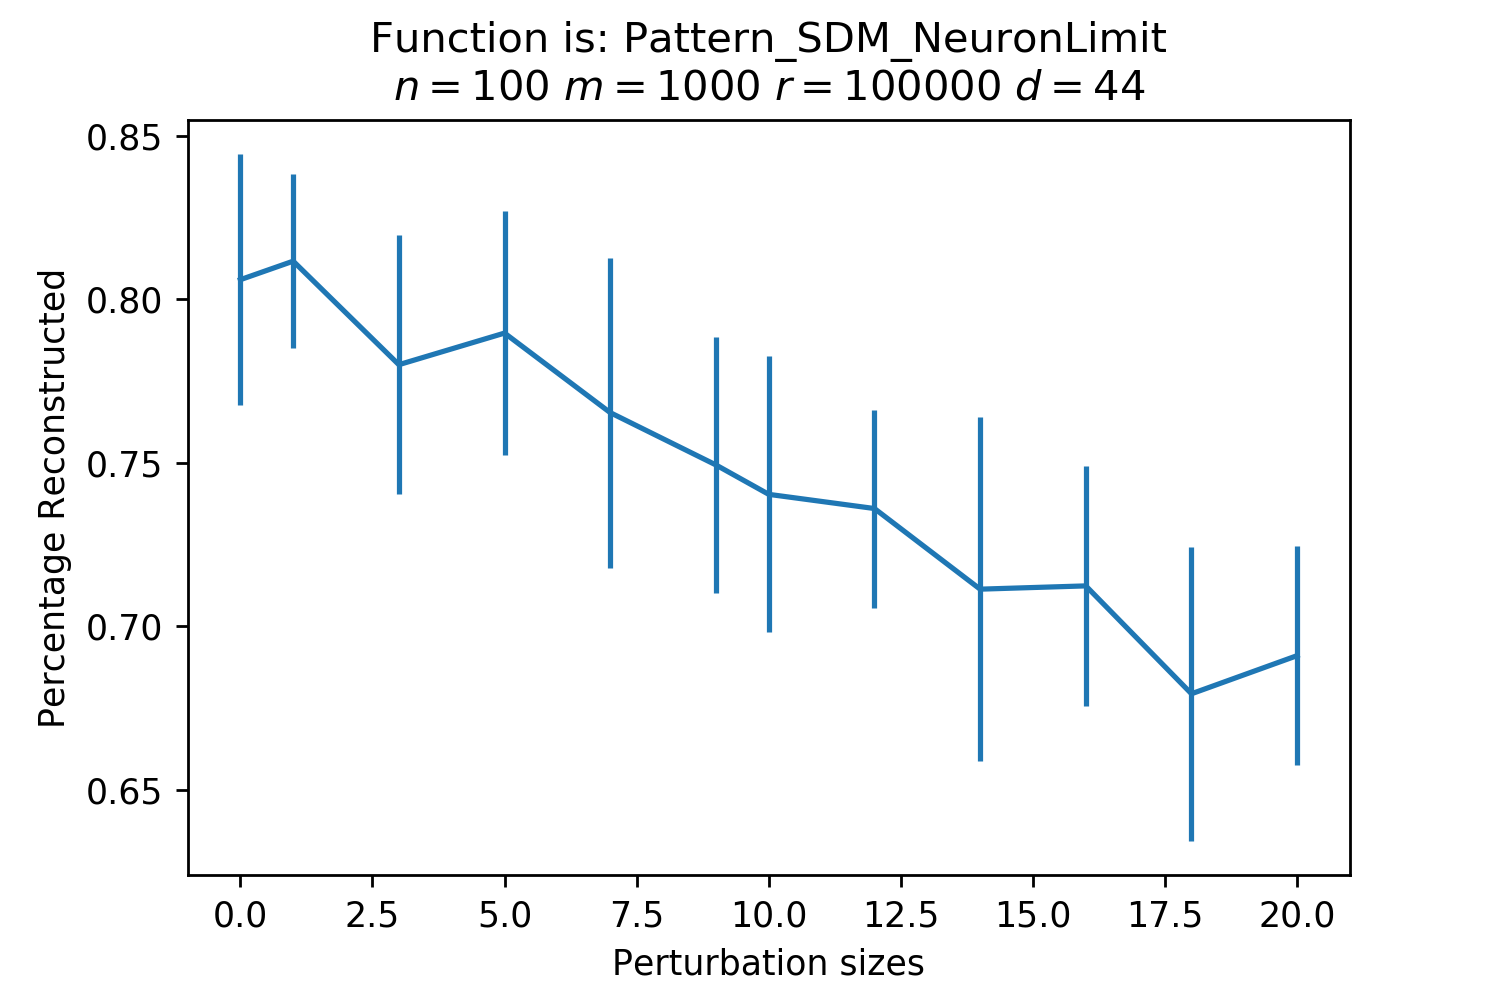 Function is: Pattern_SDM_NeuronLimit
n = 100 m = 1000 r = 100000 d = 44
0.85
0.80
0.75
0.70
0.65
Percentage Reconstructed
0.0 2.5 5.0 7.5 10.0 12.5 15.0 17.5 20.0
Perturbation sizes